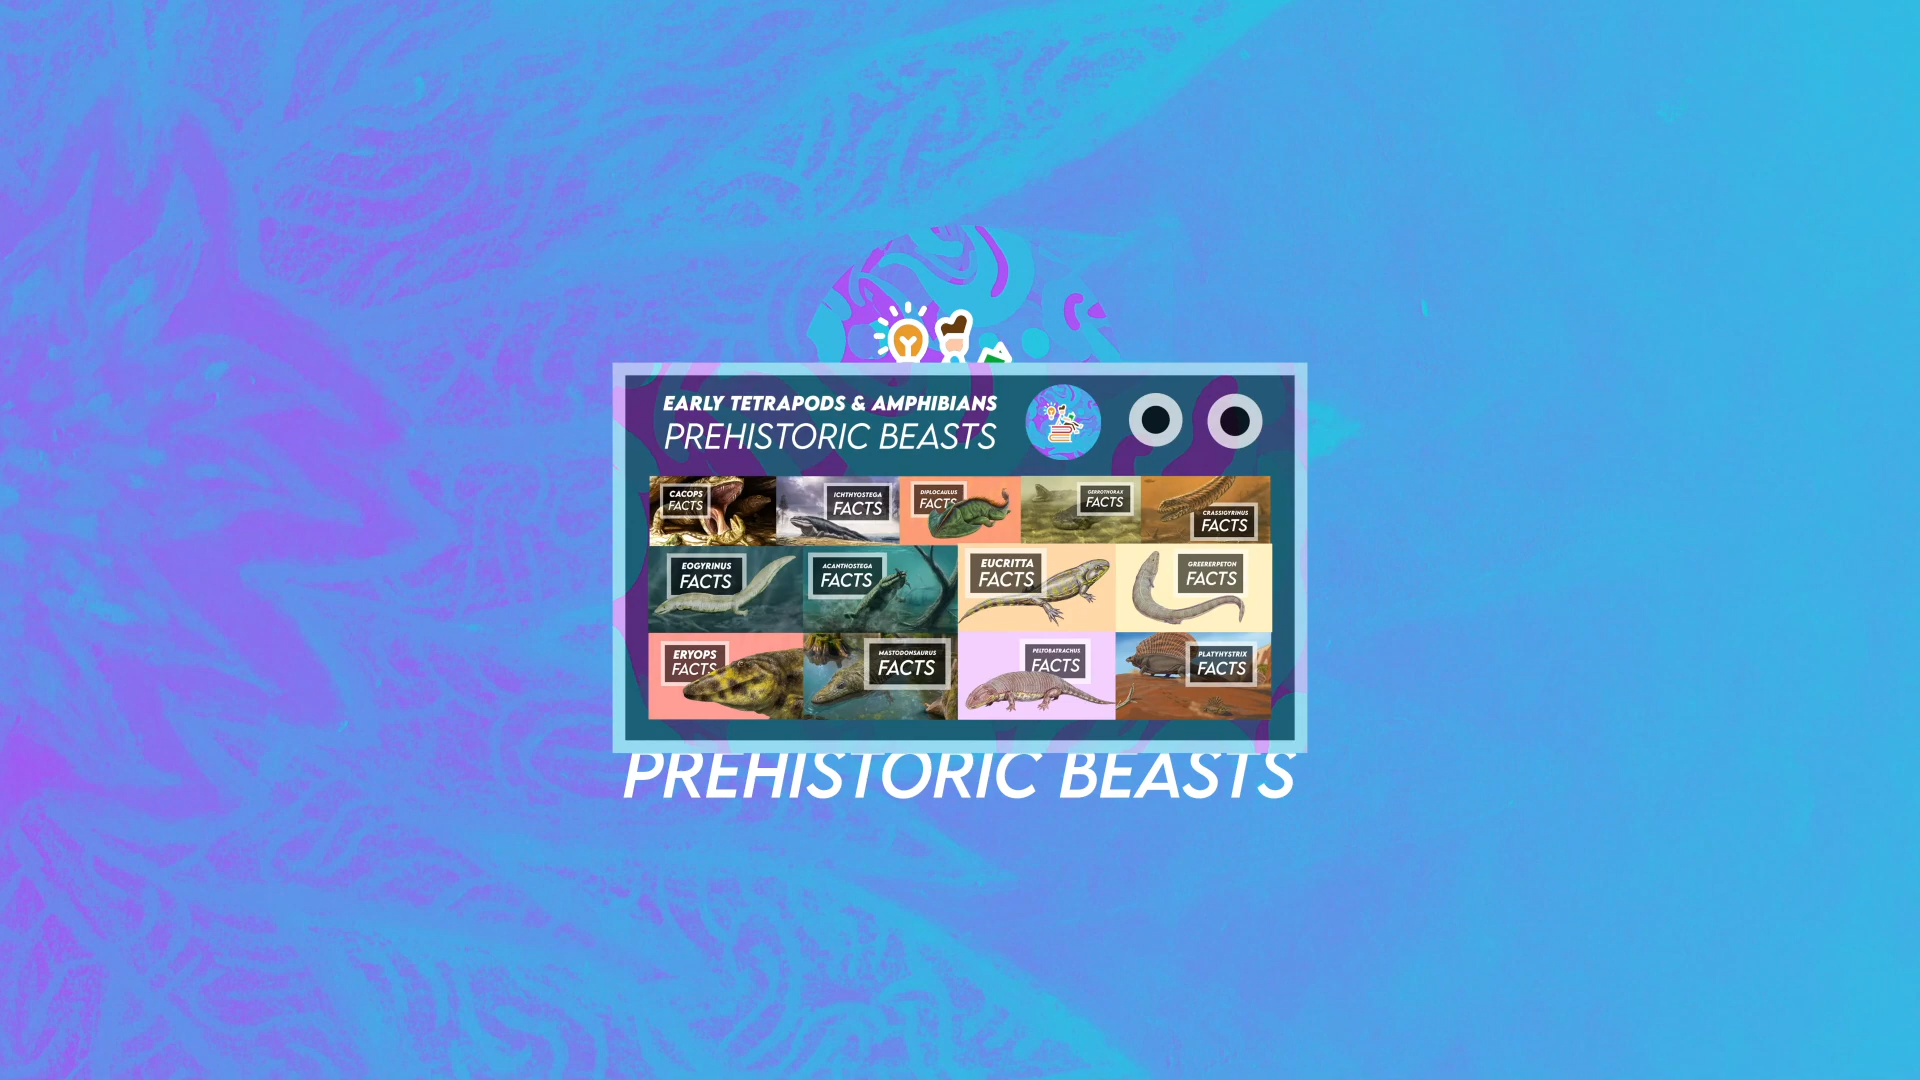 EARLY TETRAPODS & AMPHIBIANS
PREHISTORIC BEASTS
CACOPS
FACTS
ICHTHYOSTEGA
FACTS
DIPLOCAULUS
FACTS
GERROTHORAX
FACTS
CRASSIGYRINUS
FACTS
EOGYRINUS
FACTS
ACANTHOSTEGA
FACTS
EUCRITTA
FACTS
GREERERPETON
FACTS
ERYOPS
FACTS
MASTODONSAURUS
FACTS
PELTOBATRACHUS
FACTS
PLATYHYSTRIX
FACTS
PREHISTORIC BEASTS